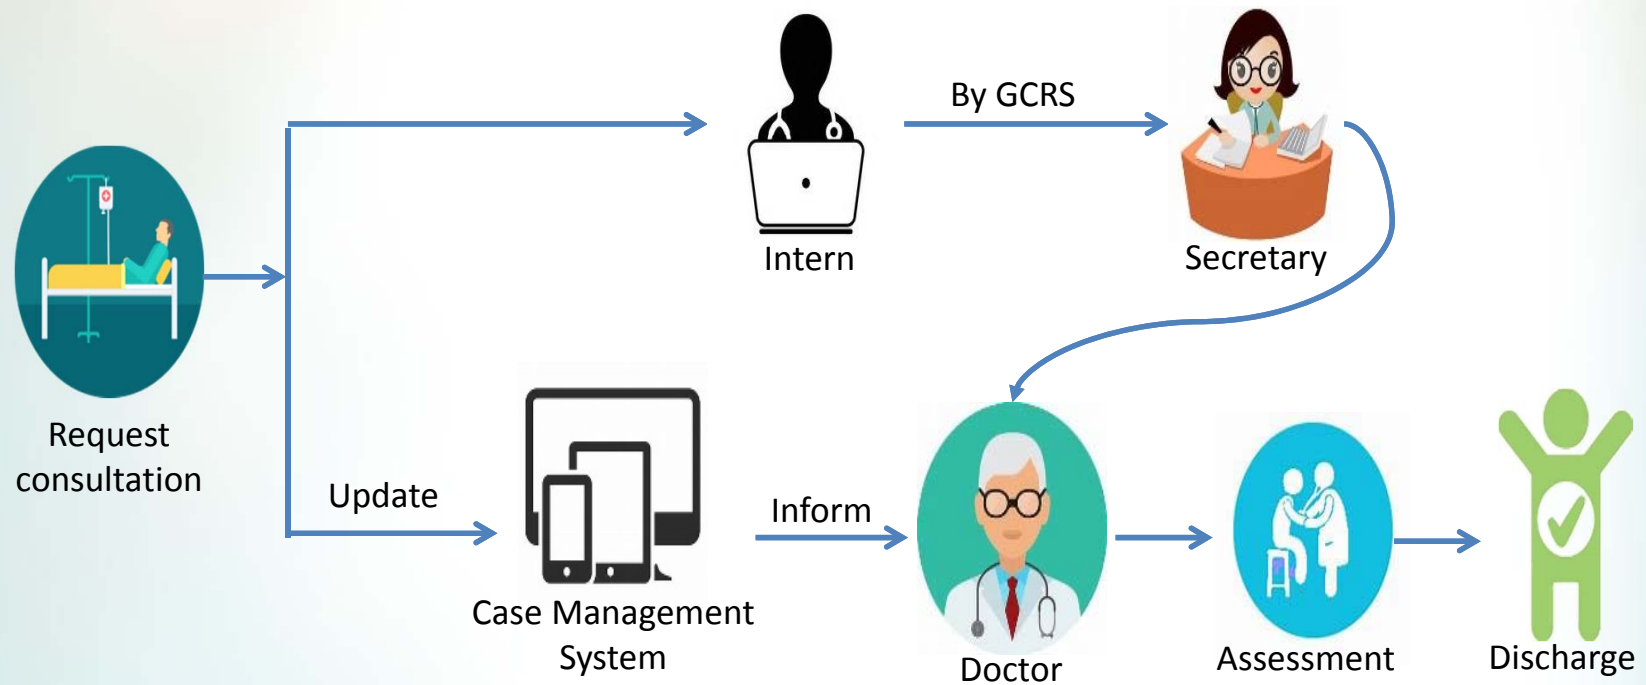 By GCRS
Intern
Secretary
Request
consultation
Update
Inform
Case Management
System
Doctor
Assessment
Discharge